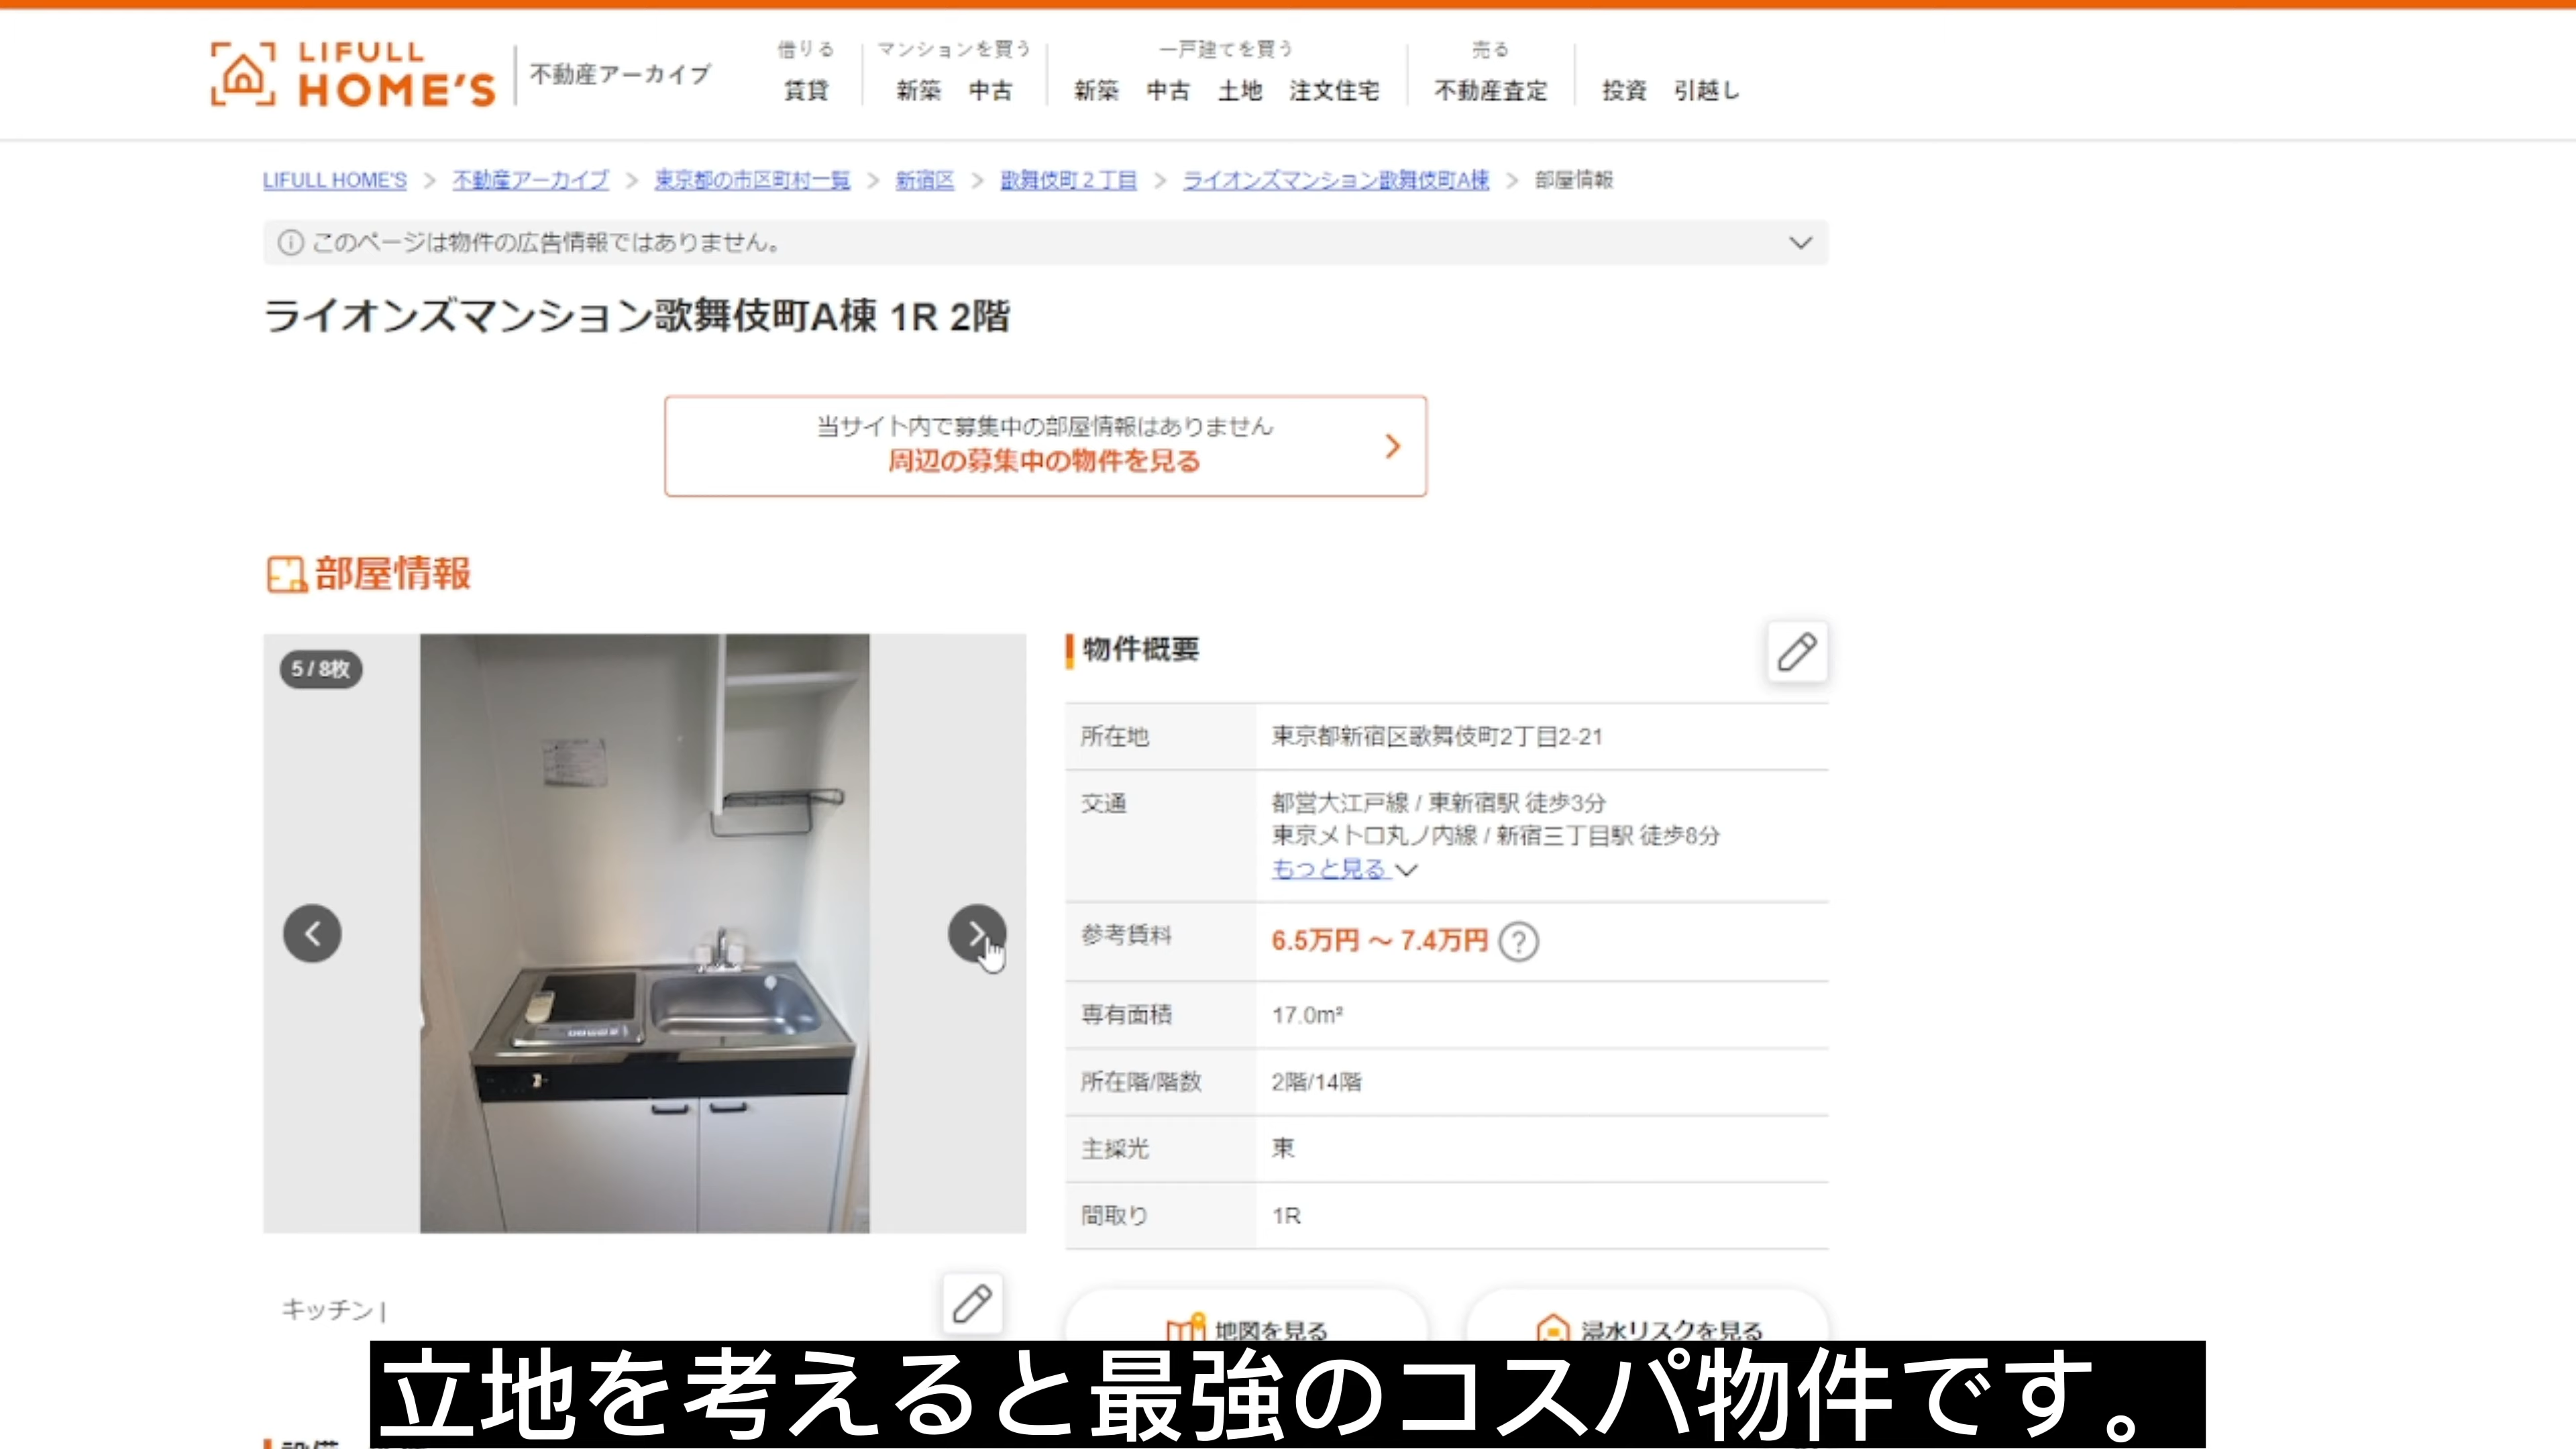 LIFULL
HOME'S
不動産アーカイブ
借りる
賃貸
マンションを買う
新築 中古
一戸建てを買う
新築 中古 土地 注文住宅
売る
不動産査定
投資 引越し
LIFULL HOME'S > 不動産アーカイブ > 東京都の市区町村一覧 > 新宿区 > 歌舞伎町２丁目 > ライオンズマンション歌舞伎町A棟 > 部屋情報
このページは物件の広告情報ではありません。
ライオンズマンション歌舞伎町A棟 1R 2階
当サイト内で募集中の部屋情報はありません
周辺の募集中の物件を見る
部屋情報
5 / 8枚
キッチン |
物件概要
所在地 東京都新宿区歌舞伎町2丁目2-21
交通 都営大江戸線 / 東新宿駅 徒歩3分
東京メトロ丸ノ内線 / 新宿三丁目駅 徒歩8分
もっと見る
参考賃料 6.5万円 ～ 7.4万円 ?
専有面積 17.0m²
所在階/階数 2階/14階
主採光 東
間取り 1R
地図を見る
浸水リスクを見る
立地を考えると最強のコスパ物件です。